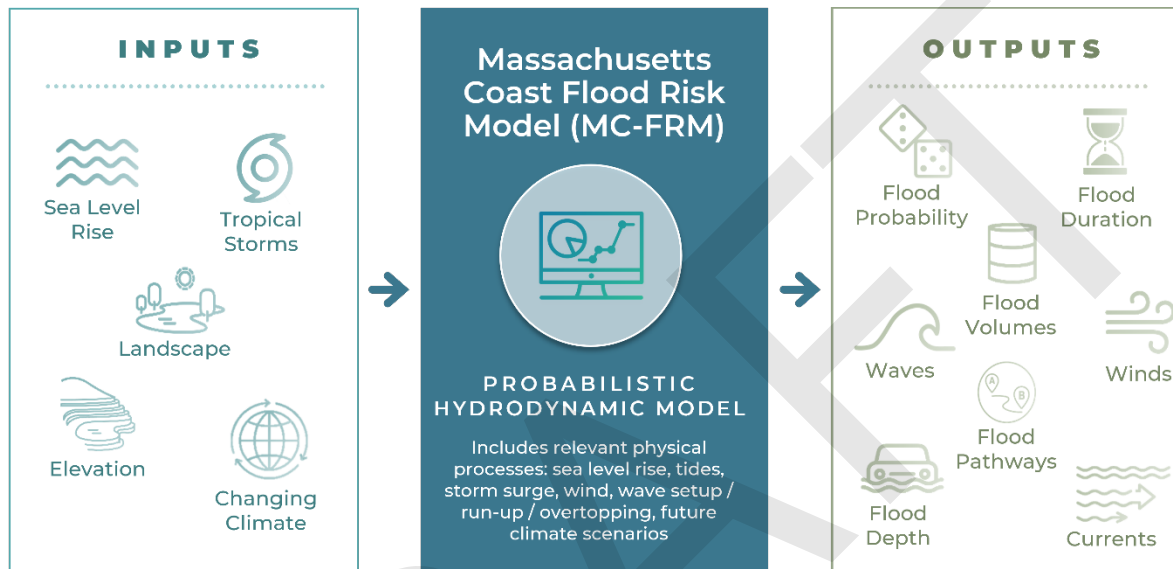 INPUTS
Sea Level
Rise
Tropical
Storms
Landscape
Elevation
Changing
Climate
Massachusetts
Coast Flood Risk
Model (MC-FRM)
PROBABILISTIC
HYDRODYNAMIC MODEL
Includes relevant physical
processes: sea level rise, tides,
storm surge, wind, wave setup /
run-up / overtopping, future
climate scenarios
OUTPUTS
Flood
Probability
Flood
Duration
Flood
Volumes
Waves
Winds
A
B
Flood
Pathways
Flood
Depth
Currents